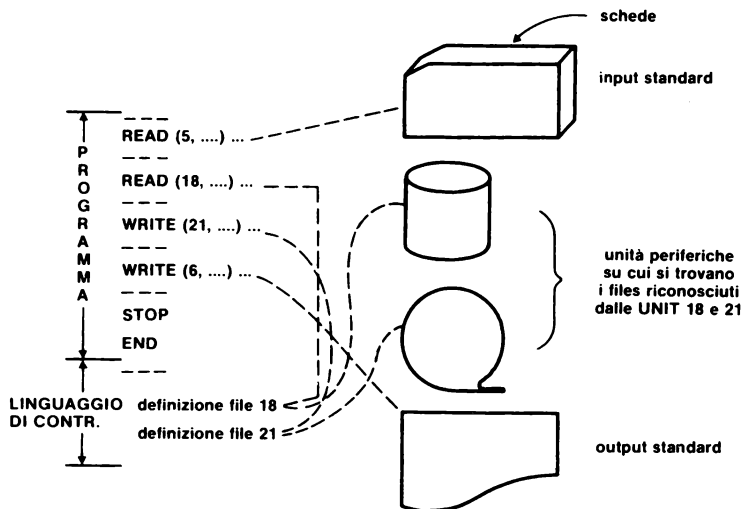 schede
input standard
PROGRAMMA
READ (5, ....) ...
READ (18, ....) ...
WRITE (21, ....) ...
WRITE (6, ....) ...
STOP
END
unità periferiche
su cui si trovano
i files riconosciuti
dalle UNIT 18 e 21
LINGUAGGIO
DI CONTR.
definizione file 18
definizione file 21
output standard